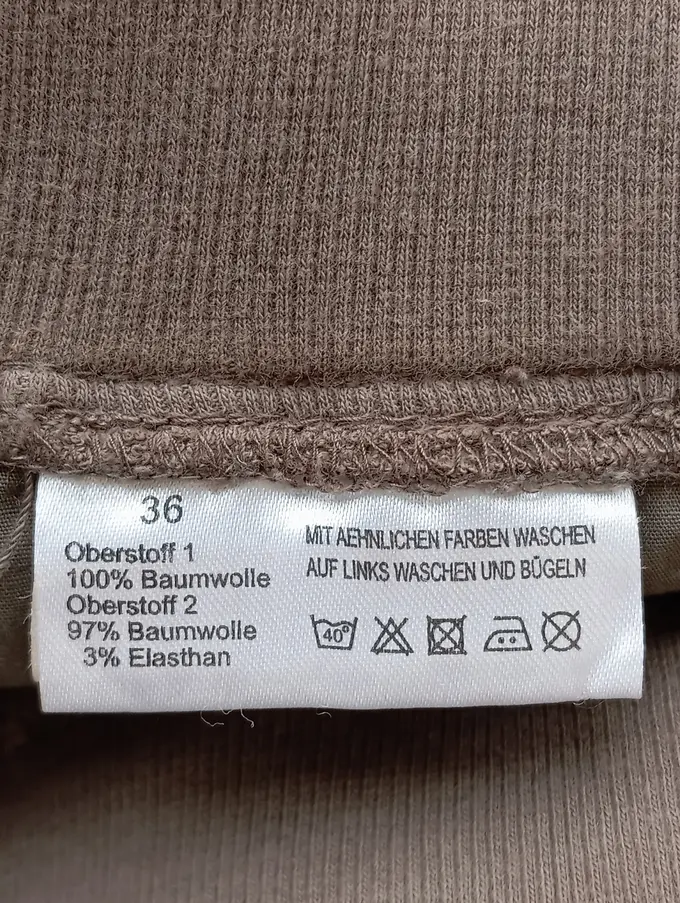 36
Oberstoff 1
100% Baumwolle
Oberstoff 2
97% Baumwolle
3% Elasthan
MIT AEHNLICHEN FARBEN WASCHEN
AUF LINKS WASCHEN UND BÜGELN
40°